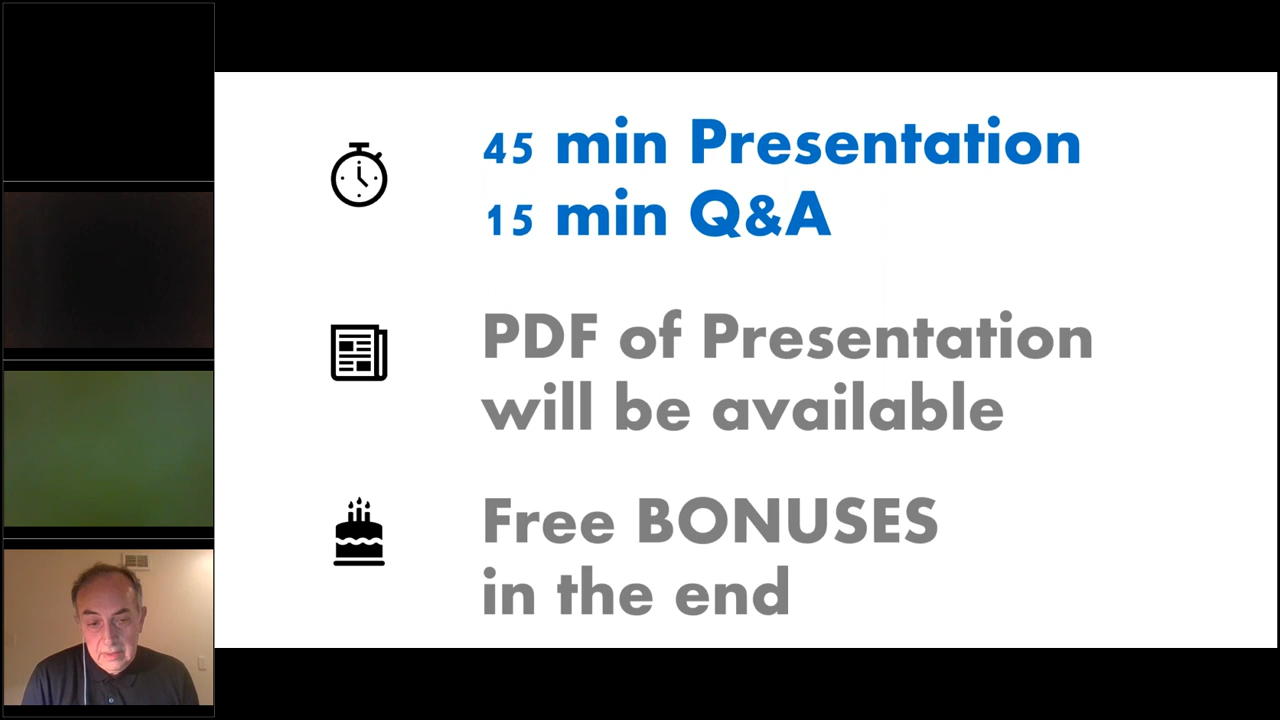 45 min Presentation
15 min Q&A
PDF of Presentation
will be available
Free BONUSES
in the end